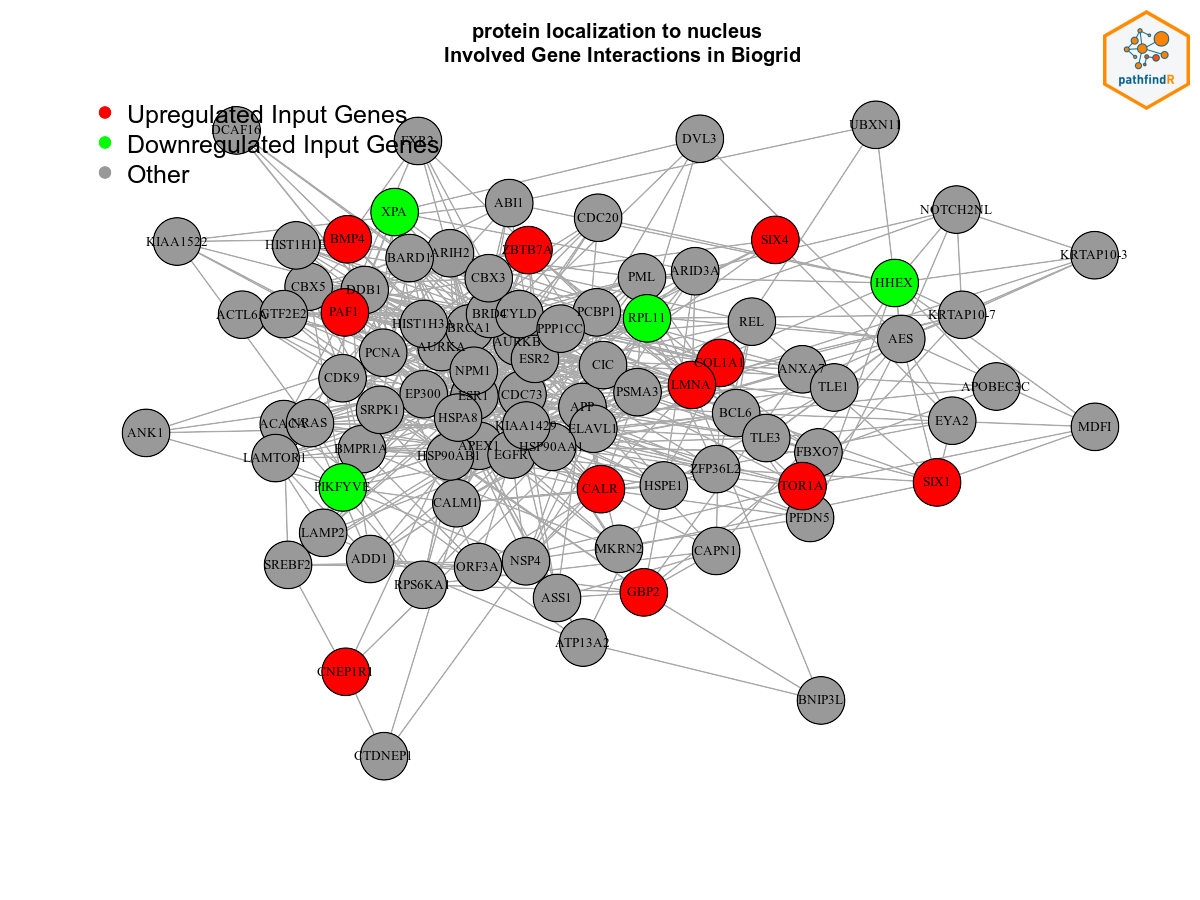 protein localization to nucleus
Involved Gene Interactions in Biogrid
pathfindR
Upregulated Input Genes
Downregulated Input Genes
Other
DCAF16
FXR2
DVL3
UBXN11
XPA
ABI1
CDC20
NOTCH2NL
KIAA1522
BMP4
ZBTB7A
SIX4
KRTAP10-3
BARD1
ARIH2
CBX3
PML
ARID3A
HHEX
CBX5
DDB1
ACTL6A
GTF2E2
PAF1
HIST1H3A
BRCA1
BRD4
CYLD
PPP1CC
PCBP1
RPL11
REL
KRTAP10-7
AES
PCNA
AURKA
AURKB
ESR2
NPM1
CIC
COL1A1
LMNA
ANXA7
TLE1
APOBEC3C
CDK9
EP300
ESR1
CDC73
PSMA3
APP
BCL6
SRPK1
HSPA8
KIAA1429
ELAVL1
EYA2
MDFI
ANK1
ACACA
TLE3
LAMTOR1
BMPR1A
HSP90AB1
APEX1
EGFR
HSP90AA1
ZFP36L2
FBXO7
PIKFYVE
CALM1
CALR
HSPE1
TOR1A
SIX1
PFDN5
LAMP2
SREBF2
ADD1
RPS6KA1
ORF3A
NSP4
MKRN2
CAPN1
ASS1
GBP2
ATP13A2
CNEP1R1
BNIP3L
CTDNEP1